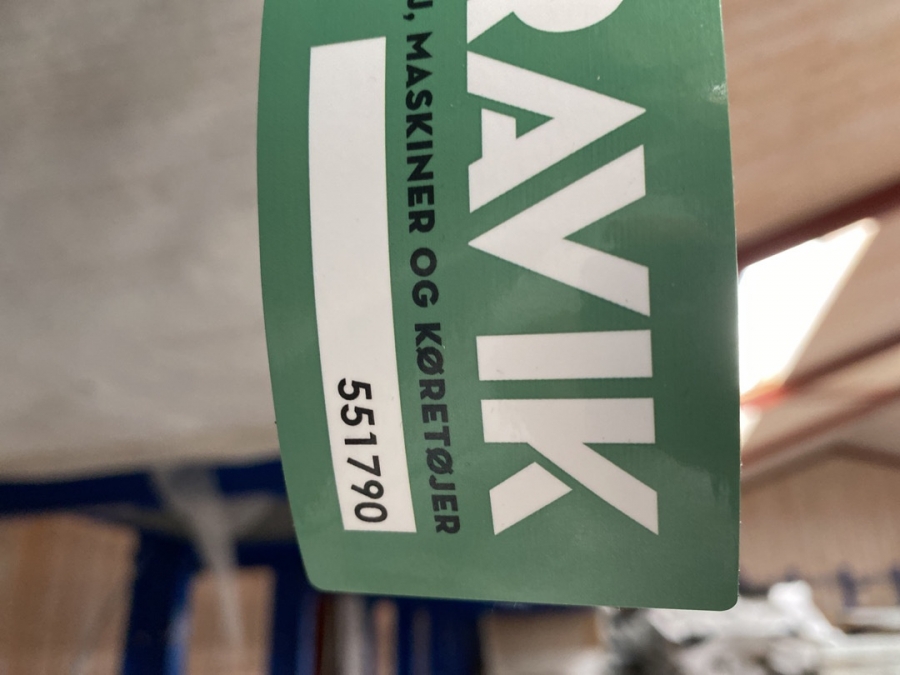 RAVIK
J, MASKINER OG KØRETØJER
551790